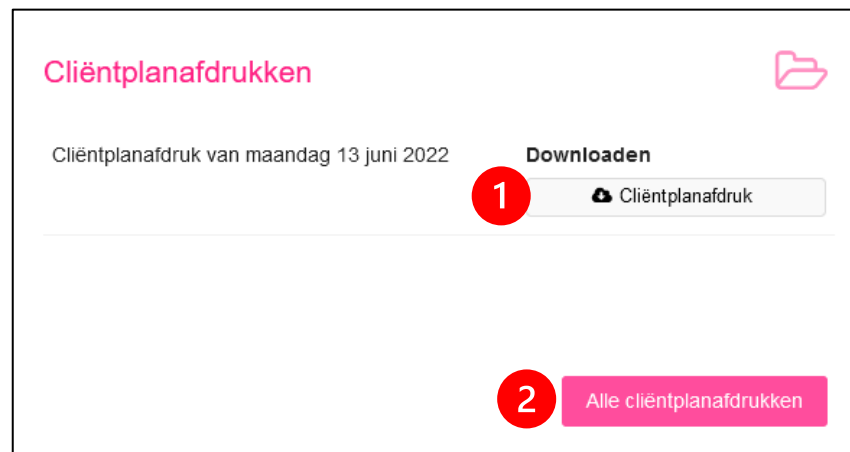 Cliëntplanafdrukken
Cliëntplanafdruk van maandag 13 juni 2022
Downloaden
1
Cliëntplanafdruk
2
Alle cliëntplanafdrukken